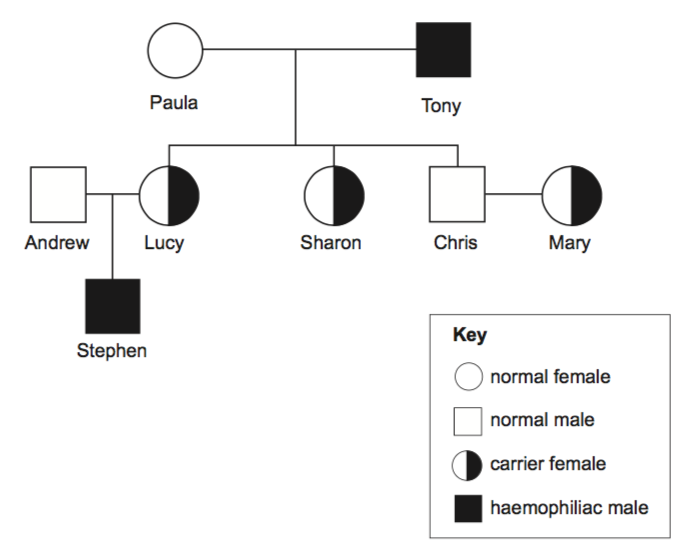 Paula
Tony
Andrew Lucy Sharon Chris Mary
Stephen
Key
normal female
normal male
carrier female
haemophiliac male